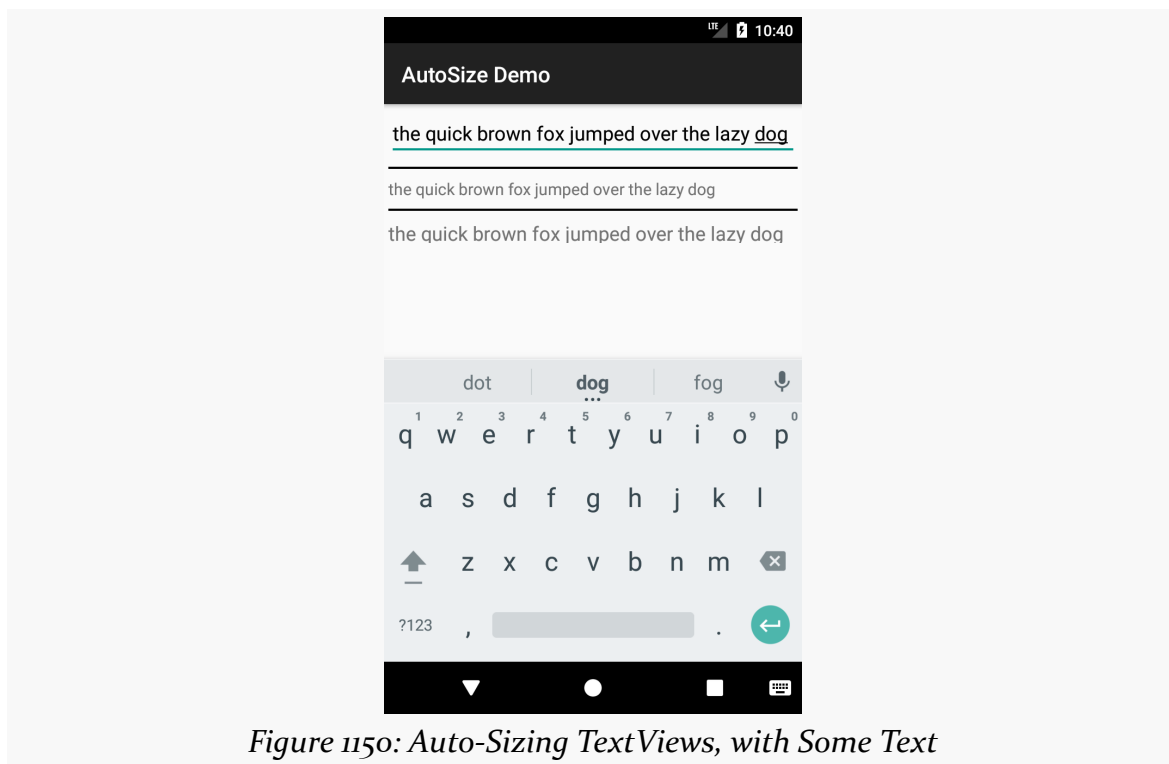 LTE 10:40
AutoSize Demo
the quick brown fox jumped over the lazy dog
the quick brown fox jumped over the lazy dog
the quick brown fox jumped over the lazy dog
dot dog fog
1 2 3 4 5 6 7 8 9 0
q w e r t y u i o p
a s d f g h j k l
z x c v b n m
?123 , .
Figure 1150: Auto-Sizing TextViews, with Some Text